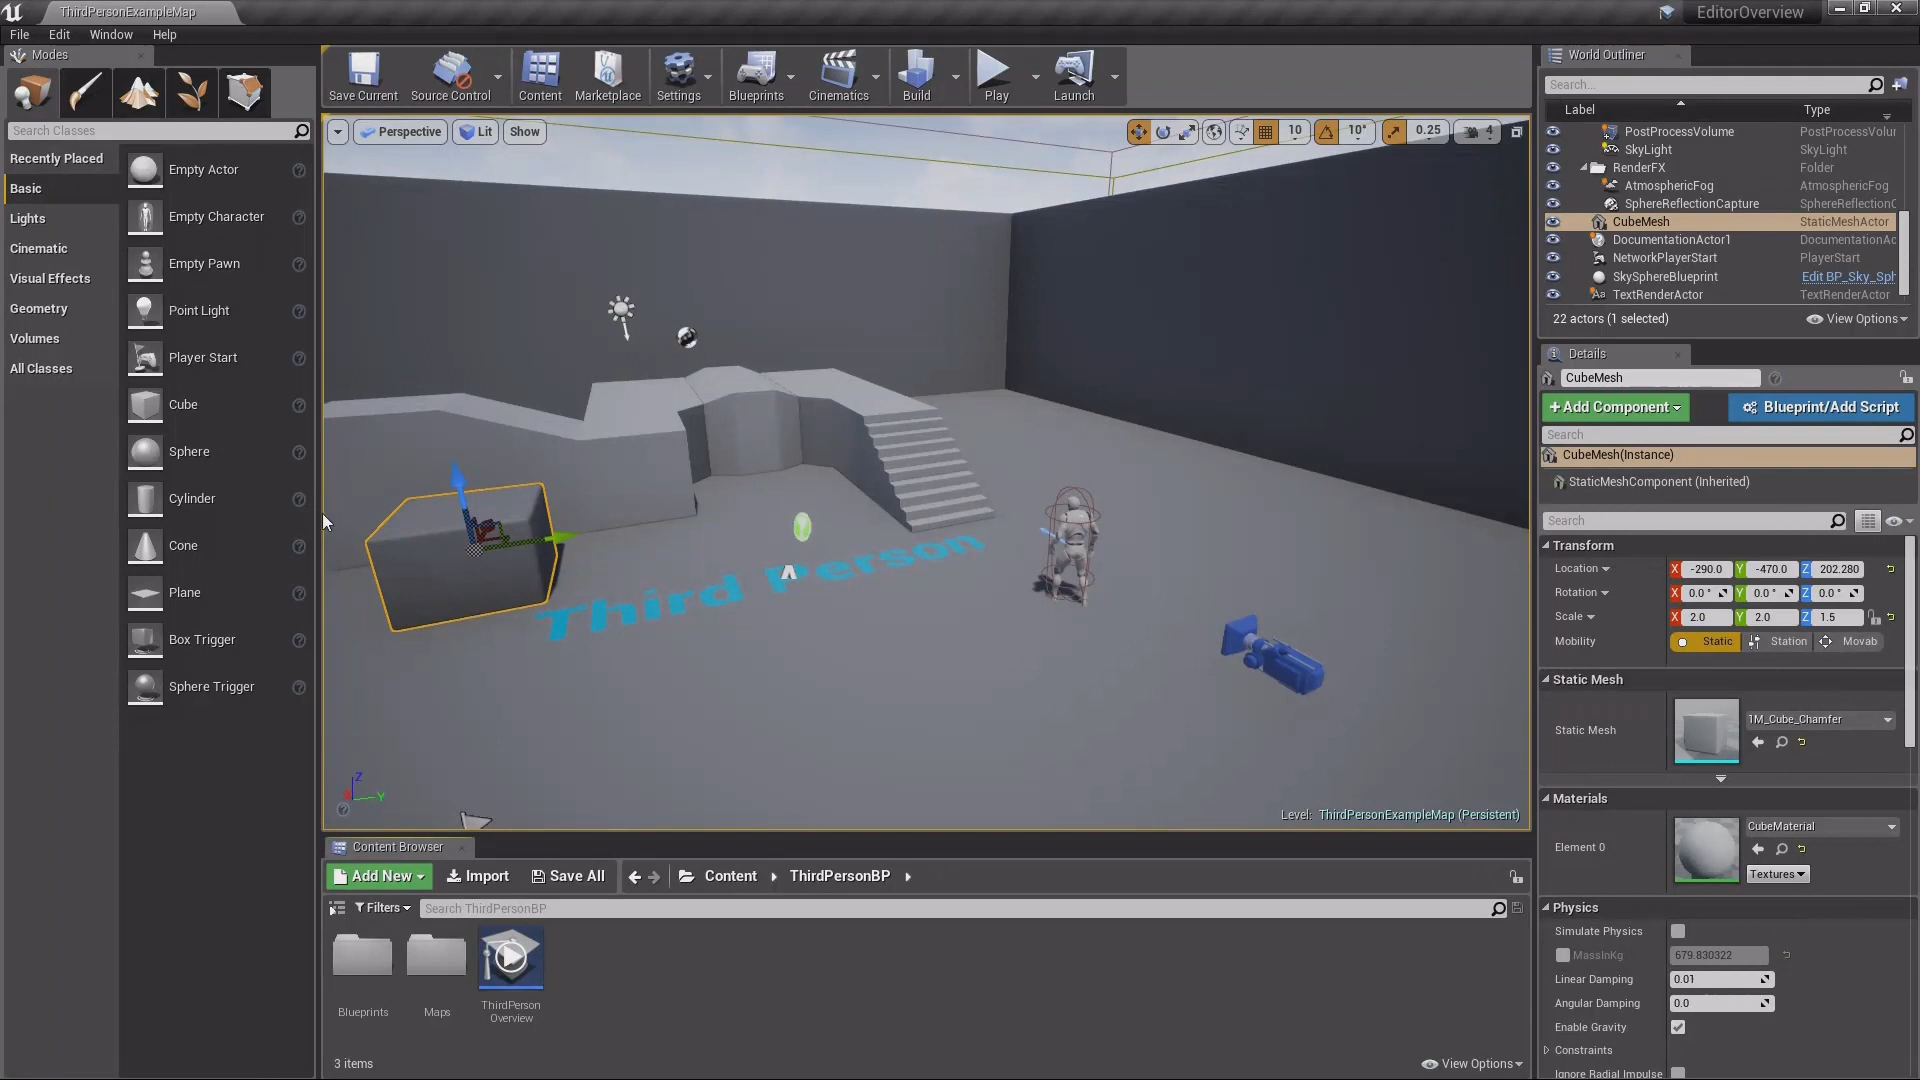 ThirdPersonExampleMap
EditorOverview
File Edit Window Help
Modes
Search Classes
Recently Placed
Basic
Lights
Cinematic
Visual Effects
Geometry
Volumes
All Classes
Empty Actor
Empty Character
Empty Pawn
Point Light
Player Start
Cube
Sphere
Cylinder
Cone
Plane
Box Trigger
Sphere Trigger
Save Current Source Control Content Marketplace Settings Blueprints Cinematics Build Play Launch
Perspective Lit Show
10 10° 0.25 4
Third Person
Z
X Y
Level: ThirdPersonExampleMap (Persistent)
Content Browser
Add New Import Save All Content ThirdPersonBP
Filters Search ThirdPersonBP
Blueprints
Maps
ThirdPerson
Overview
3 items View Options
World Outliner
Search...
Label Type
PostProcessVolume PostProcessVolur
SkyLight SkyLight
RenderFX Folder
AtmosphericFog AtmosphericFog
SphereReflectionCapture SphereReflectionC
CubeMesh StaticMeshActor
DocumentationActor1 DocumentationAc
NetworkPlayerStart PlayerStart
SkySphereBlueprint Edit BP_Sky_Sph
TextRenderActor TextRenderActor
22 actors (1 selected) View Options
Details
CubeMesh
+Add Component Blueprint/Add Script
Search
CubeMesh(Instance)
StaticMeshComponent (Inherited)
Search
Transform
Location X -290.0 Y -470.0 Z 202.280
Rotation X 0.0° Y 0.0° Z 0.0°
Scale X 2.0 Y 2.0 Z 1.5
Mobility Static Station Movab
Static Mesh
Static Mesh 1M_Cube_Chamfer
Materials
Element 0 CubeMaterial
Textures
Physics
Simulate Physics
MassInKg 679.830322
Linear Damping 0.01
Angular Damping 0.0
Enable Gravity
Constraints
Ignore Radial Impulse